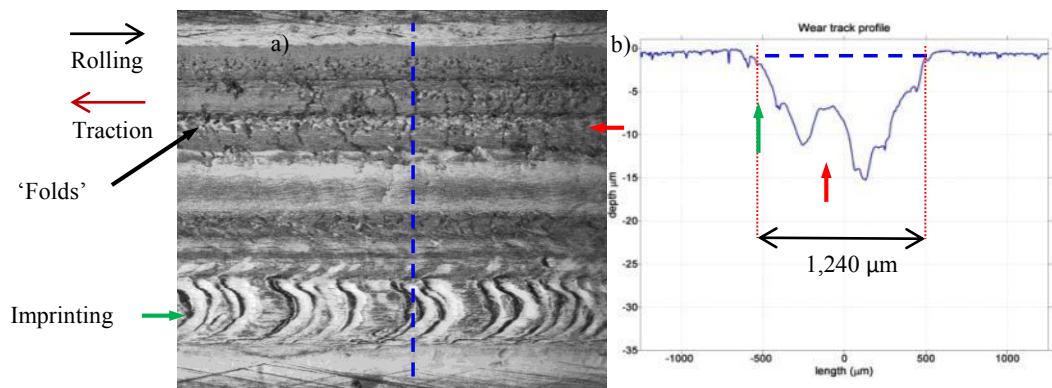 Rolling
Traction
'Folds'
Imprinting
a)
b)
Wear track profile
0
-5
-10
-15
-20
-25
-30
-35
depth µm
1,240 µm
-1000
-500
0
500
1000
length (µm)